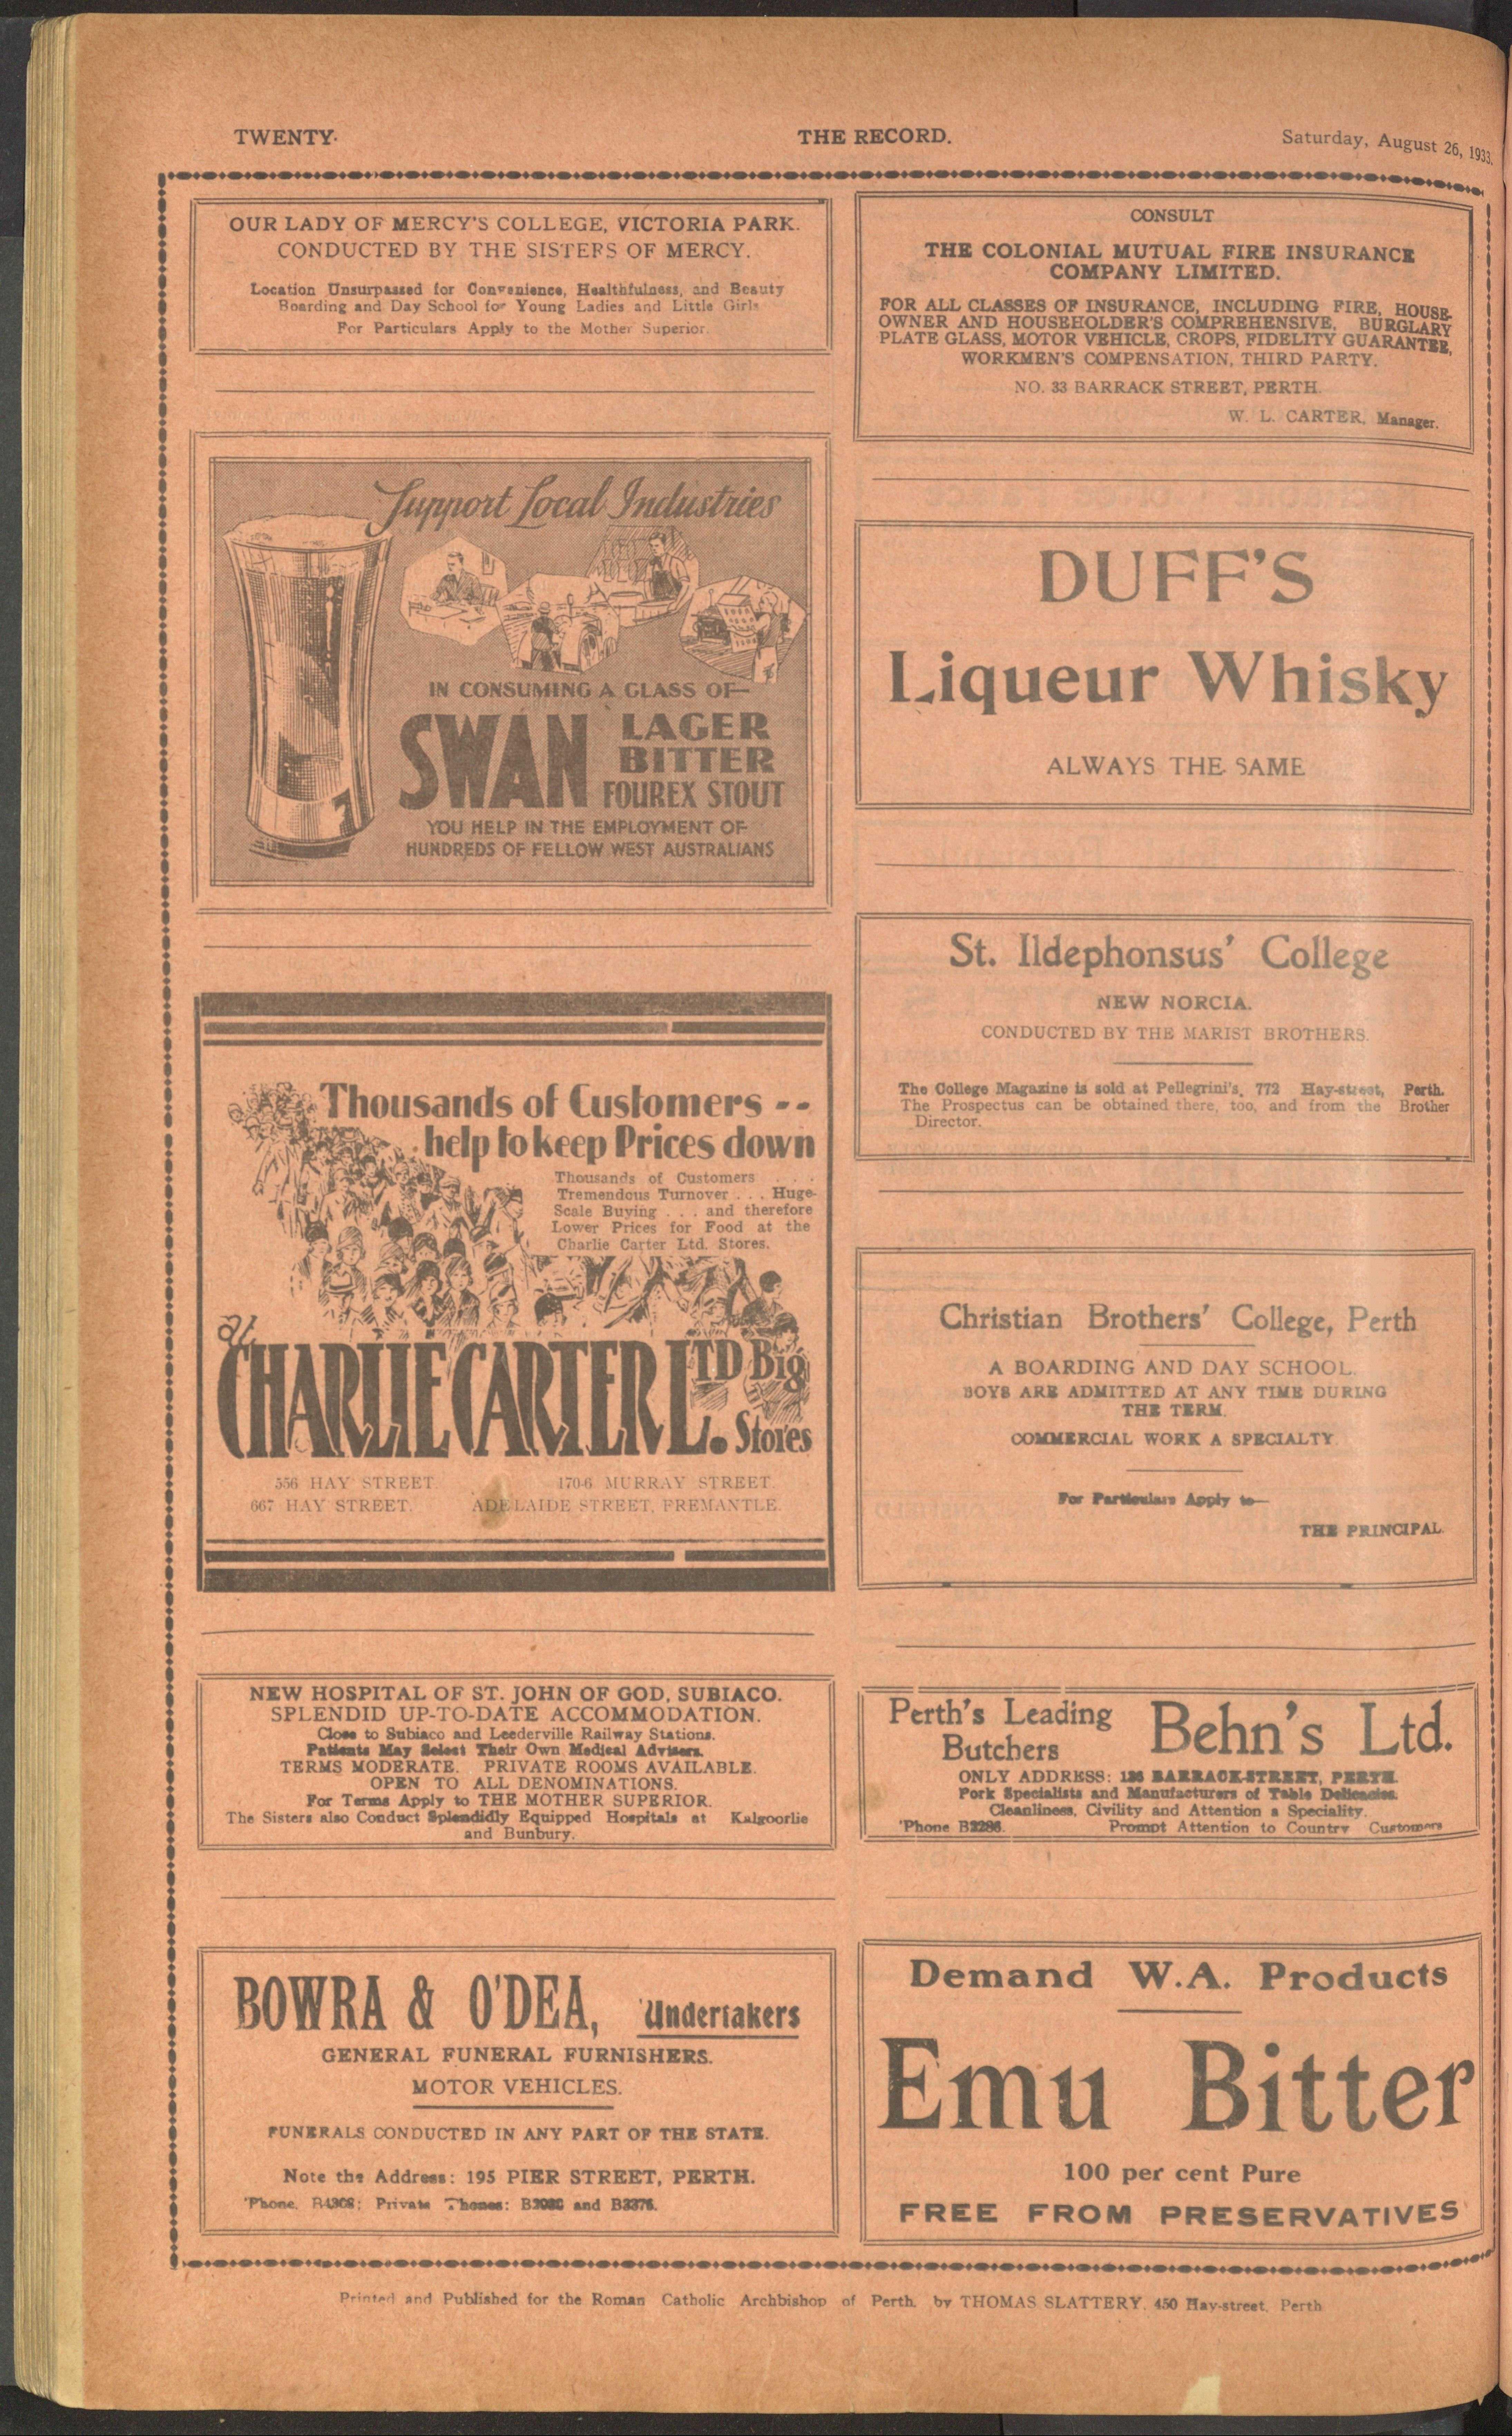 TWENTY.
THE RECORD.
Saturday, August 26, 1933.
OUR LADY OF MERCY'S COLLEGE, VICTORIA PARK.
CONDUCTED BY THE SISTERS OF MERCY.
Location Unsurpassed for Convenience, Healthfulness, and Beauty
Boarding and Day School for Young Ladies and Little Girls
For Particulars Apply to the Mother Superior.
Support Local Industries
IN CONSUMING A GLASS OF—
SWAN LAGER
BITTER
FOUREX STOUT
YOU HELP IN THE EMPLOYMENT OF
HUNDREDS OF FELLOW WEST AUSTRALIANS
Thousands of Customers --
help to keep Prices down
Thousands of Customers . . . .
Tremendous Turnover . . . Huge-
Scale Buying . . . and therefore
Lower Prices for Food at the
Charlie Carter Ltd. Stores.
at
CHARLIE CARTER LTD Big
Stores
556 HAY STREET. 170-6 MURRAY STREET.
667 HAY STREET. ADELAIDE STREET, FREMANTLE.
NEW HOSPITAL OF ST. JOHN OF GOD, SUBIACO.
SPLENDID UP-TO-DATE ACCOMMODATION.
Close to Subiaco and Leederville Railway Stations.
Patients May Select Their Own Medical Advisers.
TERMS MODERATE. PRIVATE ROOMS AVAILABLE.
OPEN TO ALL DENOMINATIONS.
For Terms Apply to THE MOTHER SUPERIOR.
The Sisters also Conduct Splendidly Equipped Hospitals at Kalgoorlie
and Bunbury.
BOWRA & O'DEA, Undertakers
GENERAL FUNERAL FURNISHERS.
MOTOR VEHICLES.
FUNERALS CONDUCTED IN ANY PART OF THE STATE.
Note the Address: 195 PIER STREET, PERTH.
'Phone, B4308; Private 'Phones: and B3376.
CONSULT
THE COLONIAL MUTUAL FIRE INSURANCE
COMPANY LIMITED.
FOR ALL CLASSES OF INSURANCE, INCLUDING FIRE, HOUSE-
OWNER AND HOUSEHOLDER'S COMPREHENSIVE, BURGLARY
PLATE GLASS, MOTOR VEHICLE, CROPS, FIDELITY GUARANTEE,
WORKMEN'S COMPENSATION, THIRD PARTY.
NO. 33 BARRACK STREET, PERTH.
W. L. CARTER, Manager.
DUFF'S
Liqueur Whisky
ALWAYS THE SAME
St. Ildephonsus' College
NEW NORCIA.
CONDUCTED BY THE MARIST BROTHERS.
The College Magazine is sold at Pellegrini's, 772 Hay-street, Perth.
The Prospectus can be obtained there, too, and from the Brother
Director.
Christian Brothers' College, Perth
A BOARDING AND DAY SCHOOL.
BOYS ARE ADMITTED AT ANY TIME DURING
THE TERM.
COMMERCIAL WORK A SPECIALTY.
For Particulars Apply to—
THE PRINCIPAL.
Perth's Leading
Butchers
Behn's Ltd.
ONLY ADDRESS: 126 BARRACK-STREET, PERTH.
Pork Specialists and Manufacturers of Table Delicacies.
Cleanliness, Civility and Attention a Speciality.
'Phone B2286. Prompt Attention to Country Customers
Demand W.A. Products
Emu Bitter
100 per cent Pure
FREE FROM PRESERVATIVES
Printed and Published for the Roman Catholic Archbishop of Perth, by THOMAS SLATTERY, 450 Hay-street, Perth